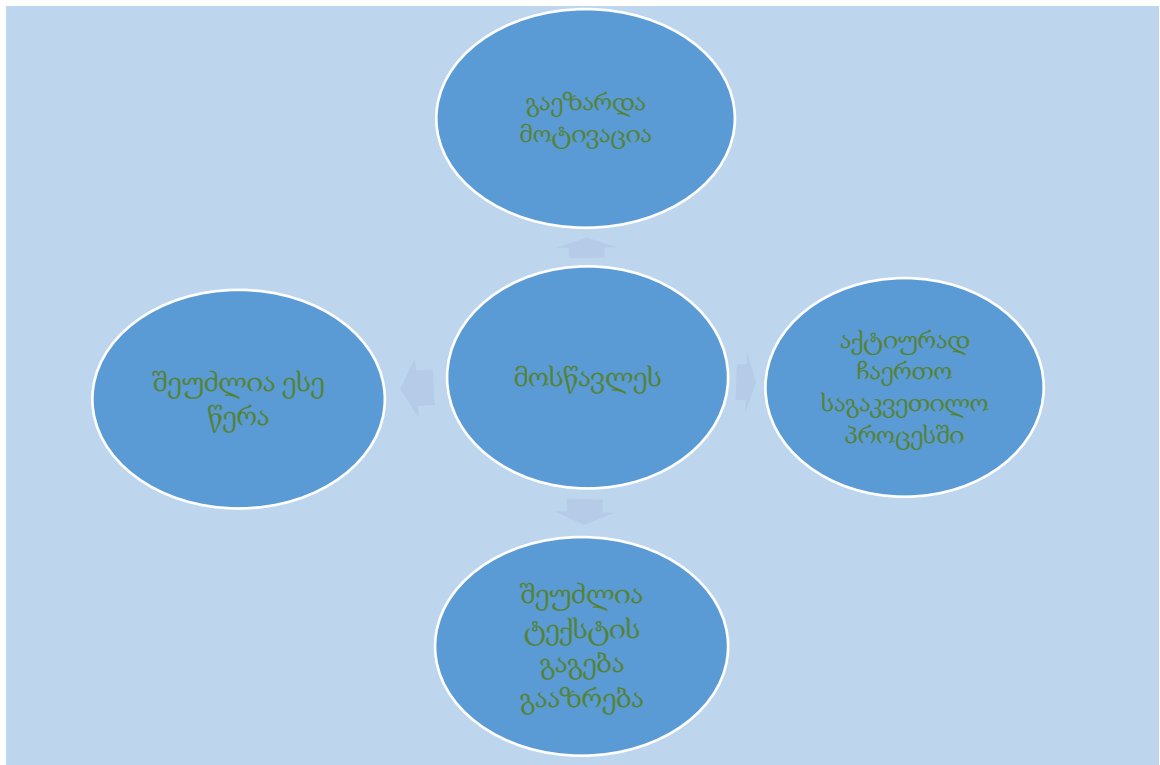 გაეზარდა
მოტივაცია
შეუძლია ესე
წერა
მოსწავლეს
აქტიურად
ჩაერთო
საგაკვეთილო
პროცესში
შეუძლია
ტექსტის
გაგება
გააზრება